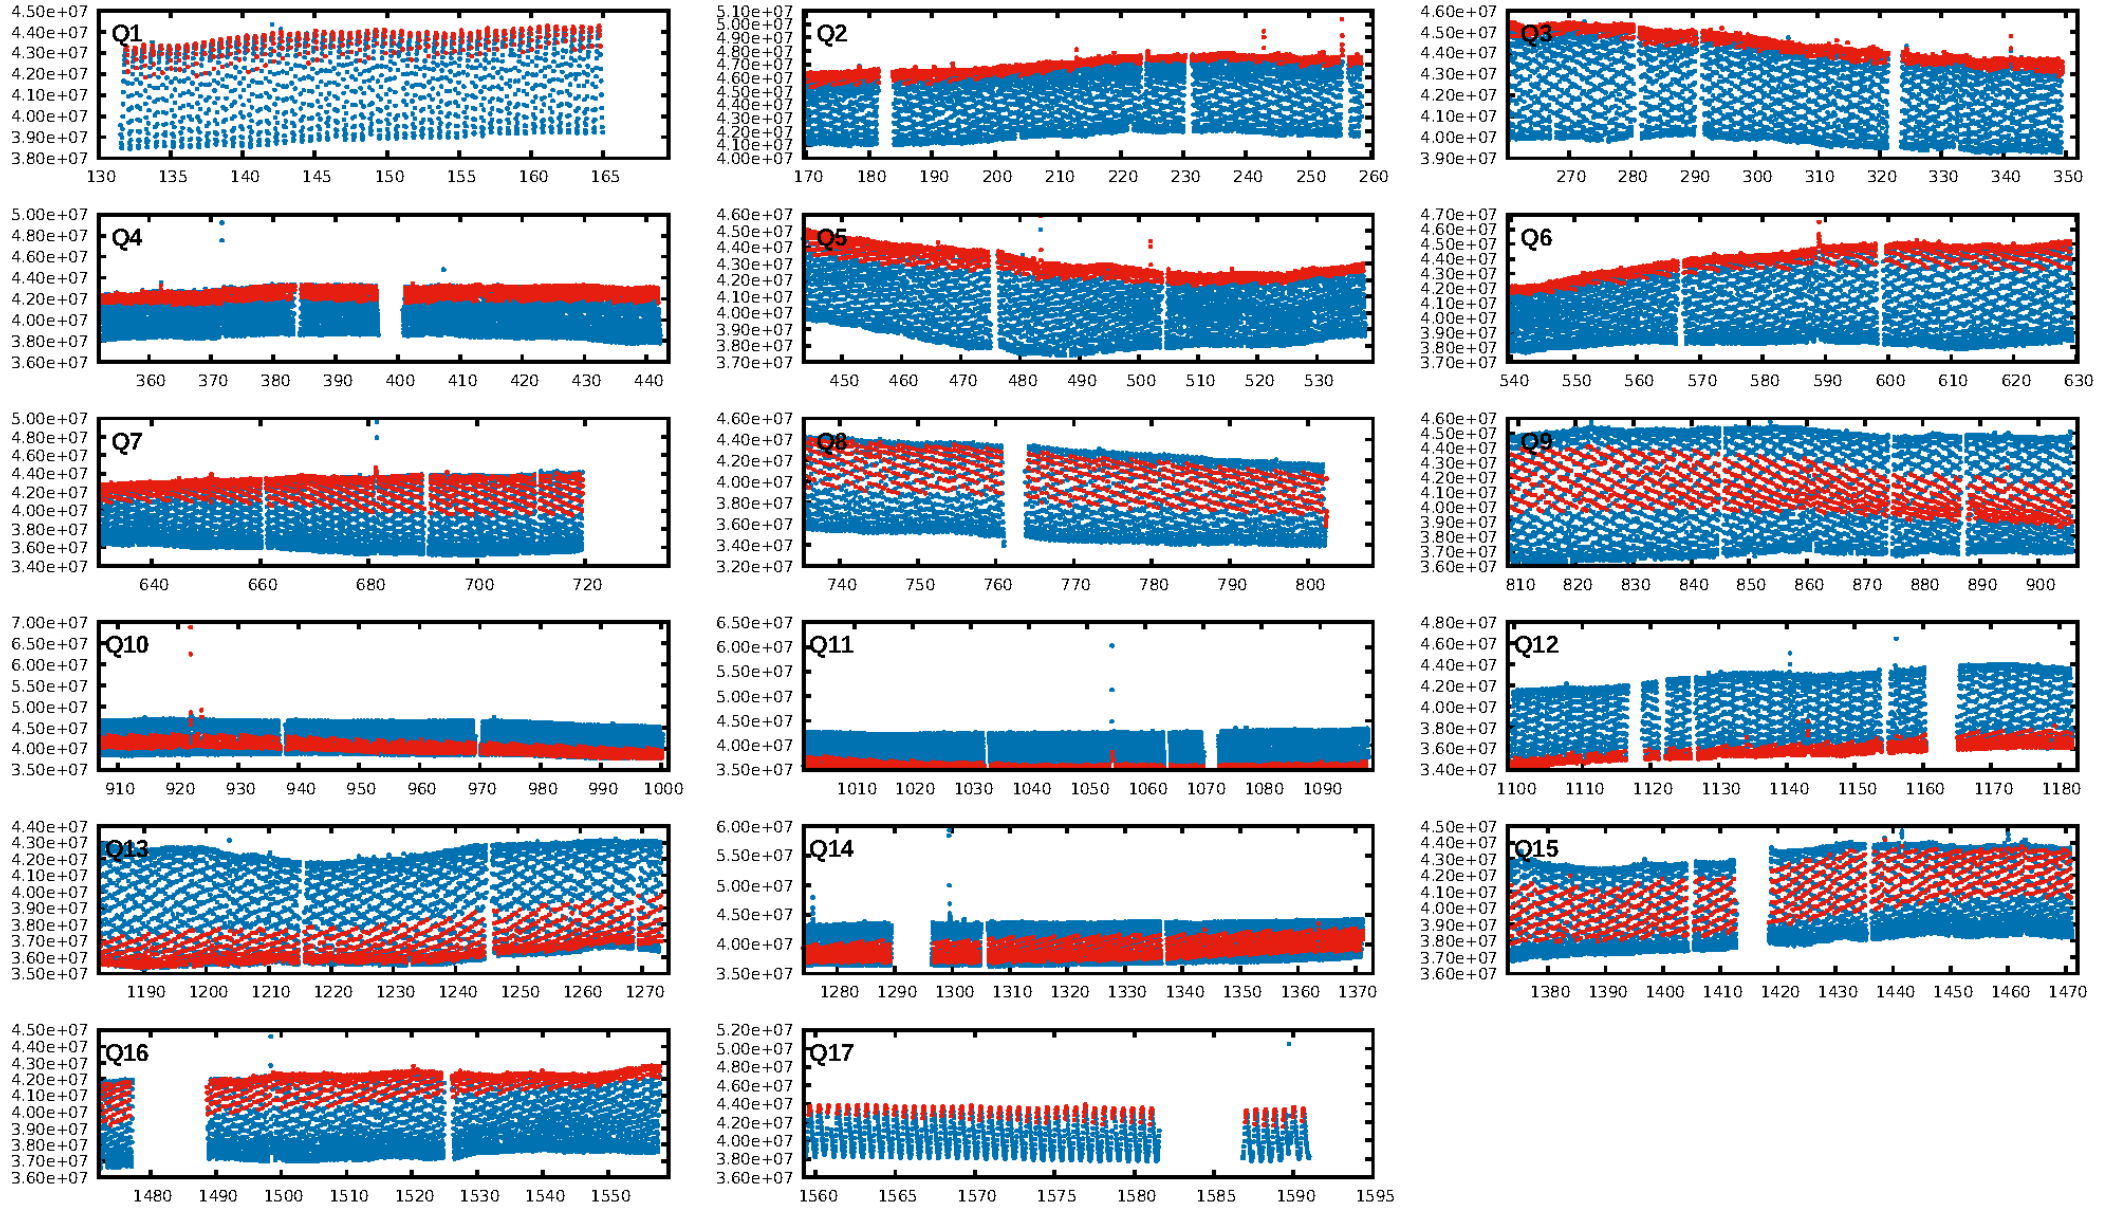 Q1
4.50e+07
4.40e+07
4.30e+07
4.20e+07
4.10e+07
4.00e+07
3.90e+07
3.80e+07
130 135 140 145 150 155 160 165
Q2
5.10e+07
5.00e+07
4.90e+07
4.80e+07
4.70e+07
4.60e+07
4.50e+07
4.40e+07
4.30e+07
4.20e+07
4.10e+07
4.00e+07
170 180 190 200 210 220 230 240 250 260
Q3
4.60e+07
4.50e+07
4.40e+07
4.30e+07
4.20e+07
4.10e+07
4.00e+07
3.90e+07
270 280 290 300 310 320 330 340 350
Q4
5.00e+07
4.80e+07
4.60e+07
4.40e+07
4.20e+07
4.00e+07
3.80e+07
3.60e+07
360 370 380 390 400 410 420 430 440
Q5
4.60e+07
4.50e+07
4.40e+07
4.30e+07
4.20e+07
4.10e+07
4.00e+07
3.90e+07
3.80e+07
3.70e+07
450 460 470 480 490 500 510 520 530
Q6
4.70e+07
4.60e+07
4.50e+07
4.40e+07
4.30e+07
4.20e+07
4.10e+07
4.00e+07
3.90e+07
3.80e+07
3.70e+07
540 550 560 570 580 590 600 610 620 630
Q7
5.00e+07
4.80e+07
4.60e+07
4.40e+07
4.20e+07
4.00e+07
3.80e+07
3.60e+07
3.40e+07
640 660 680 700 720
Q8
4.60e+07
4.40e+07
4.20e+07
4.00e+07
3.80e+07
3.60e+07
3.40e+07
3.20e+07
740 750 760 770 780 790 800
Q9
4.60e+07
4.50e+07
4.40e+07
4.30e+07
4.20e+07
4.10e+07
4.00e+07
3.90e+07
3.80e+07
3.70e+07
3.60e+07
810 820 830 840 850 860 870 880 890 900
Q10
7.00e+07
6.50e+07
6.00e+07
5.50e+07
5.00e+07
4.50e+07
4.00e+07
3.50e+07
910 920 930 940 950 960 970 980 990 1000
Q11
6.50e+07
6.00e+07
5.50e+07
5.00e+07
4.50e+07
4.00e+07
3.50e+07
1010 1020 1030 1040 1050 1060 1070 1080 1090
Q12
4.80e+07
4.60e+07
4.40e+07
4.20e+07
4.00e+07
3.80e+07
3.60e+07
3.40e+07
1100 1110 1120 1130 1140 1150 1160 1170 1180
Q13
4.40e+07
4.30e+07
4.20e+07
4.10e+07
4.00e+07
3.90e+07
3.80e+07
3.70e+07
3.60e+07
3.50e+07
1190 1200 1210 1220 1230 1240 1250 1260 1270
Q14
6.00e+07
5.50e+07
5.00e+07
4.50e+07
4.00e+07
3.50e+07
1280 1290 1300 1310 1320 1330 1340 1350 1360 1370
Q15
4.50e+07
4.40e+07
4.30e+07
4.20e+07
4.10e+07
4.00e+07
3.90e+07
3.80e+07
3.70e+07
3.60e+07
1380 1390 1400 1410 1420 1430 1440 1450 1460 1470
Q16
4.50e+07
4.40e+07
4.30e+07
4.20e+07
4.10e+07
4.00e+07
3.90e+07
3.80e+07
3.70e+07
3.60e+07
1480 1490 1500 1510 1520 1530 1540 1550
Q17
5.20e+07
5.00e+07
4.80e+07
4.60e+07
4.40e+07
4.20e+07
4.00e+07
3.80e+07
3.60e+07
1560 1565 1570 1575 1580 1585 1590 1595